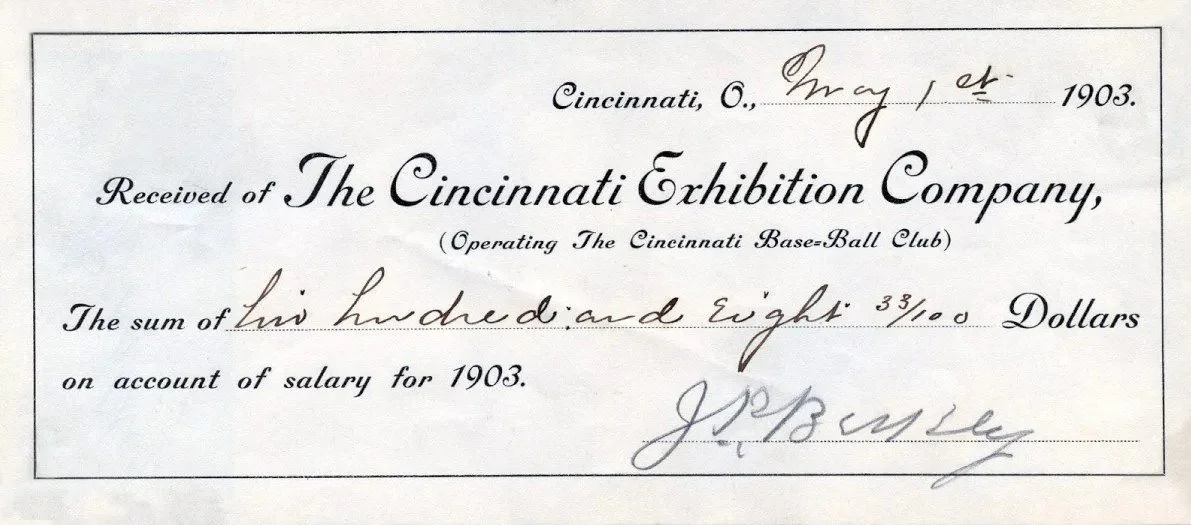 Cincinnati, O., May 1st 1903.
Received of The Cincinnati Exhibition Company,
(Operating The Cincinnati Base=Ball Club)
The sum of Two hundred and Eight 33/100 Dollars
on account of salary for 1903.
J.P. Beckley